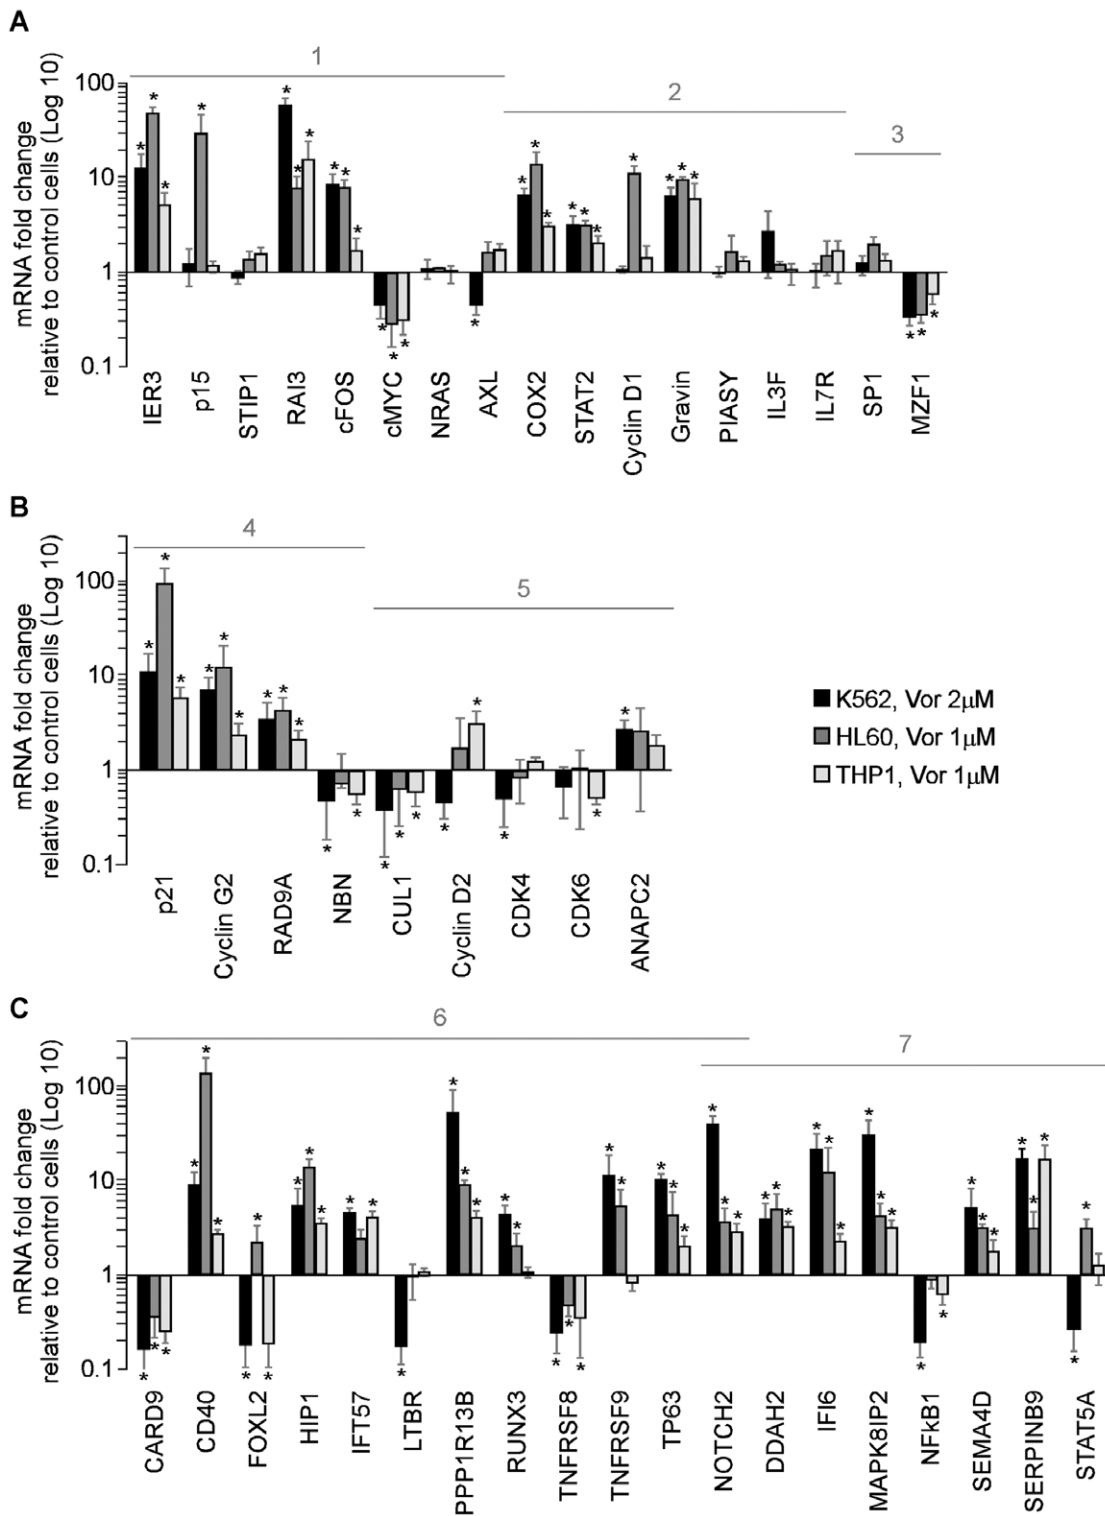 A
mRNA fold change
relative to control cells (Log 10)
1
2
3
100
10
1
0.1
* * * * * * * * * * * * * * * * * * * * * * * * * * * *
IER3
p15
STIP1
RAI3
cFOS
cMYC
NRAS
AXL
COX2
STAT2
Cyclin D1
Gravin
PIASY
IL3F
IL7R
SP1
MZF1
B
mRNA fold change
relative to control cells (Log 10)
4
5
100
10
1
0.1
p21
Cyclin G2
RAD9A
NBN
CUL1
Cyclin D2
CDK4
CDK6
ANAPC2
K562, Vor 2μM
HL60, Vor 1μM
THP1, Vor 1μM
C
mRNA fold change
relative to control cells (Log 10)
6
7
100
10
1
0.1
CARD9
CD40
FOXL2
HIP1
IFT57
LTBR
PPP1R13B
RUNX3
TNFRSF8
TNFRSF9
TP63
NOTCH2
DDAH2
IFI6
MAPK8IP2
NFkB1
SEMA4D
SERPINB9
STAT5A